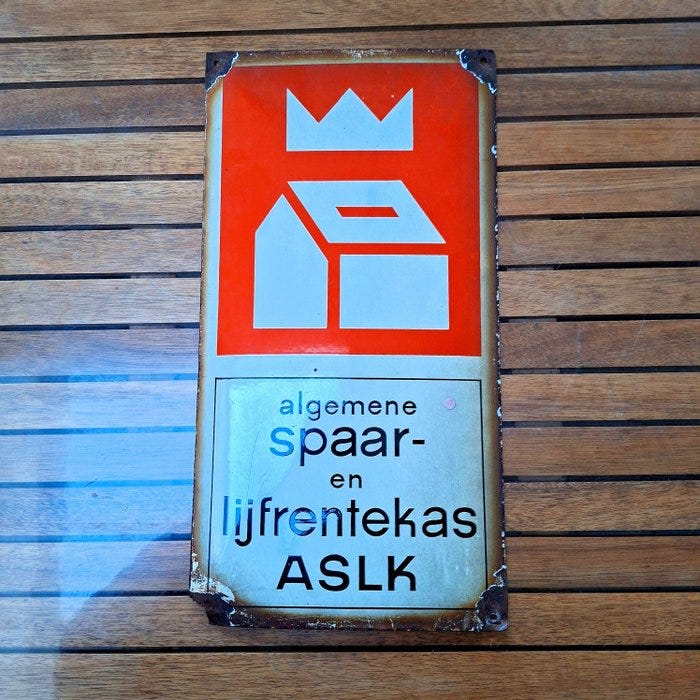 algemene
spaar-
en
lijfrentekas
ASLK